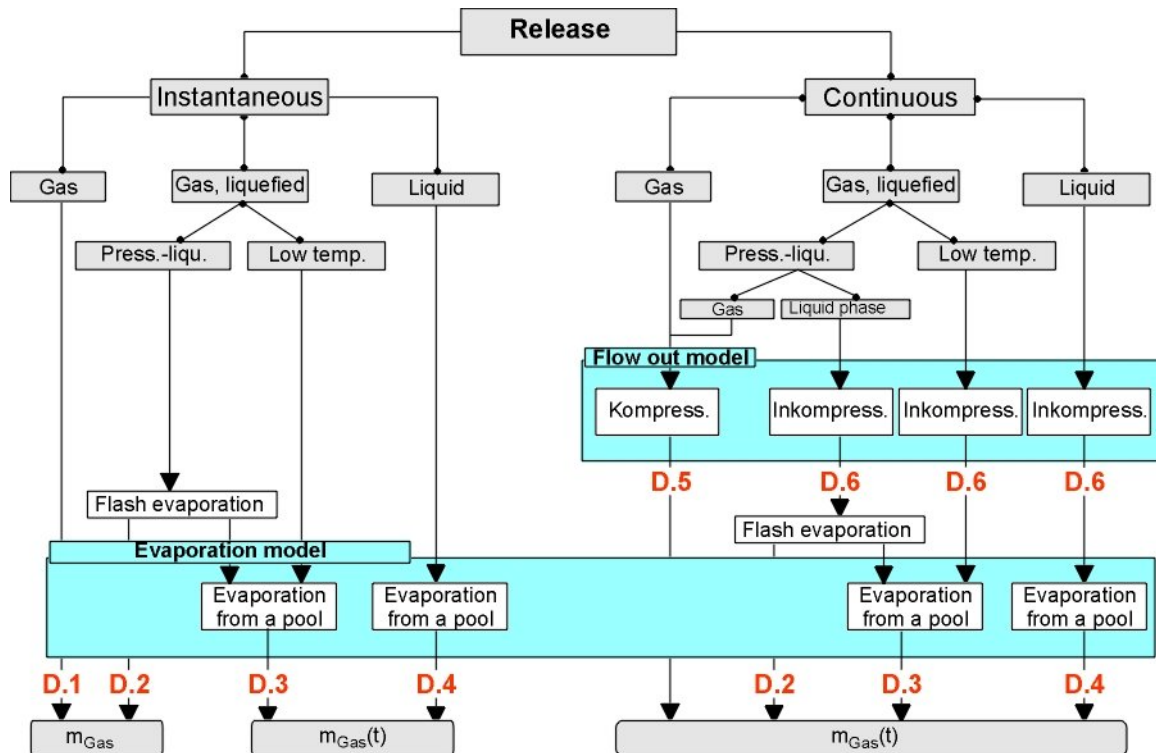 Release
Instantaneous
Continuous
Gas
Gas, liquefied
Liquid
Gas
Gas, liquefied
Liquid
Press.-liqu.
Low temp.
Press.-liqu.
Low temp.
Gas
Liquid phase
Flow out model
Kompress.
Inkompress.
Inkompress.
Inkompress.
D.5
D.6
D.6
D.6
Flash evaporation
Flash evaporation
Evaporation model
Evaporation
from a pool
Evaporation
from a pool
Evaporation
from a pool
Evaporation
from a pool
D.1
D.2
D.3
D.4
D.2
D.3
D.4
mGas
mGas(t)
mGas(t)